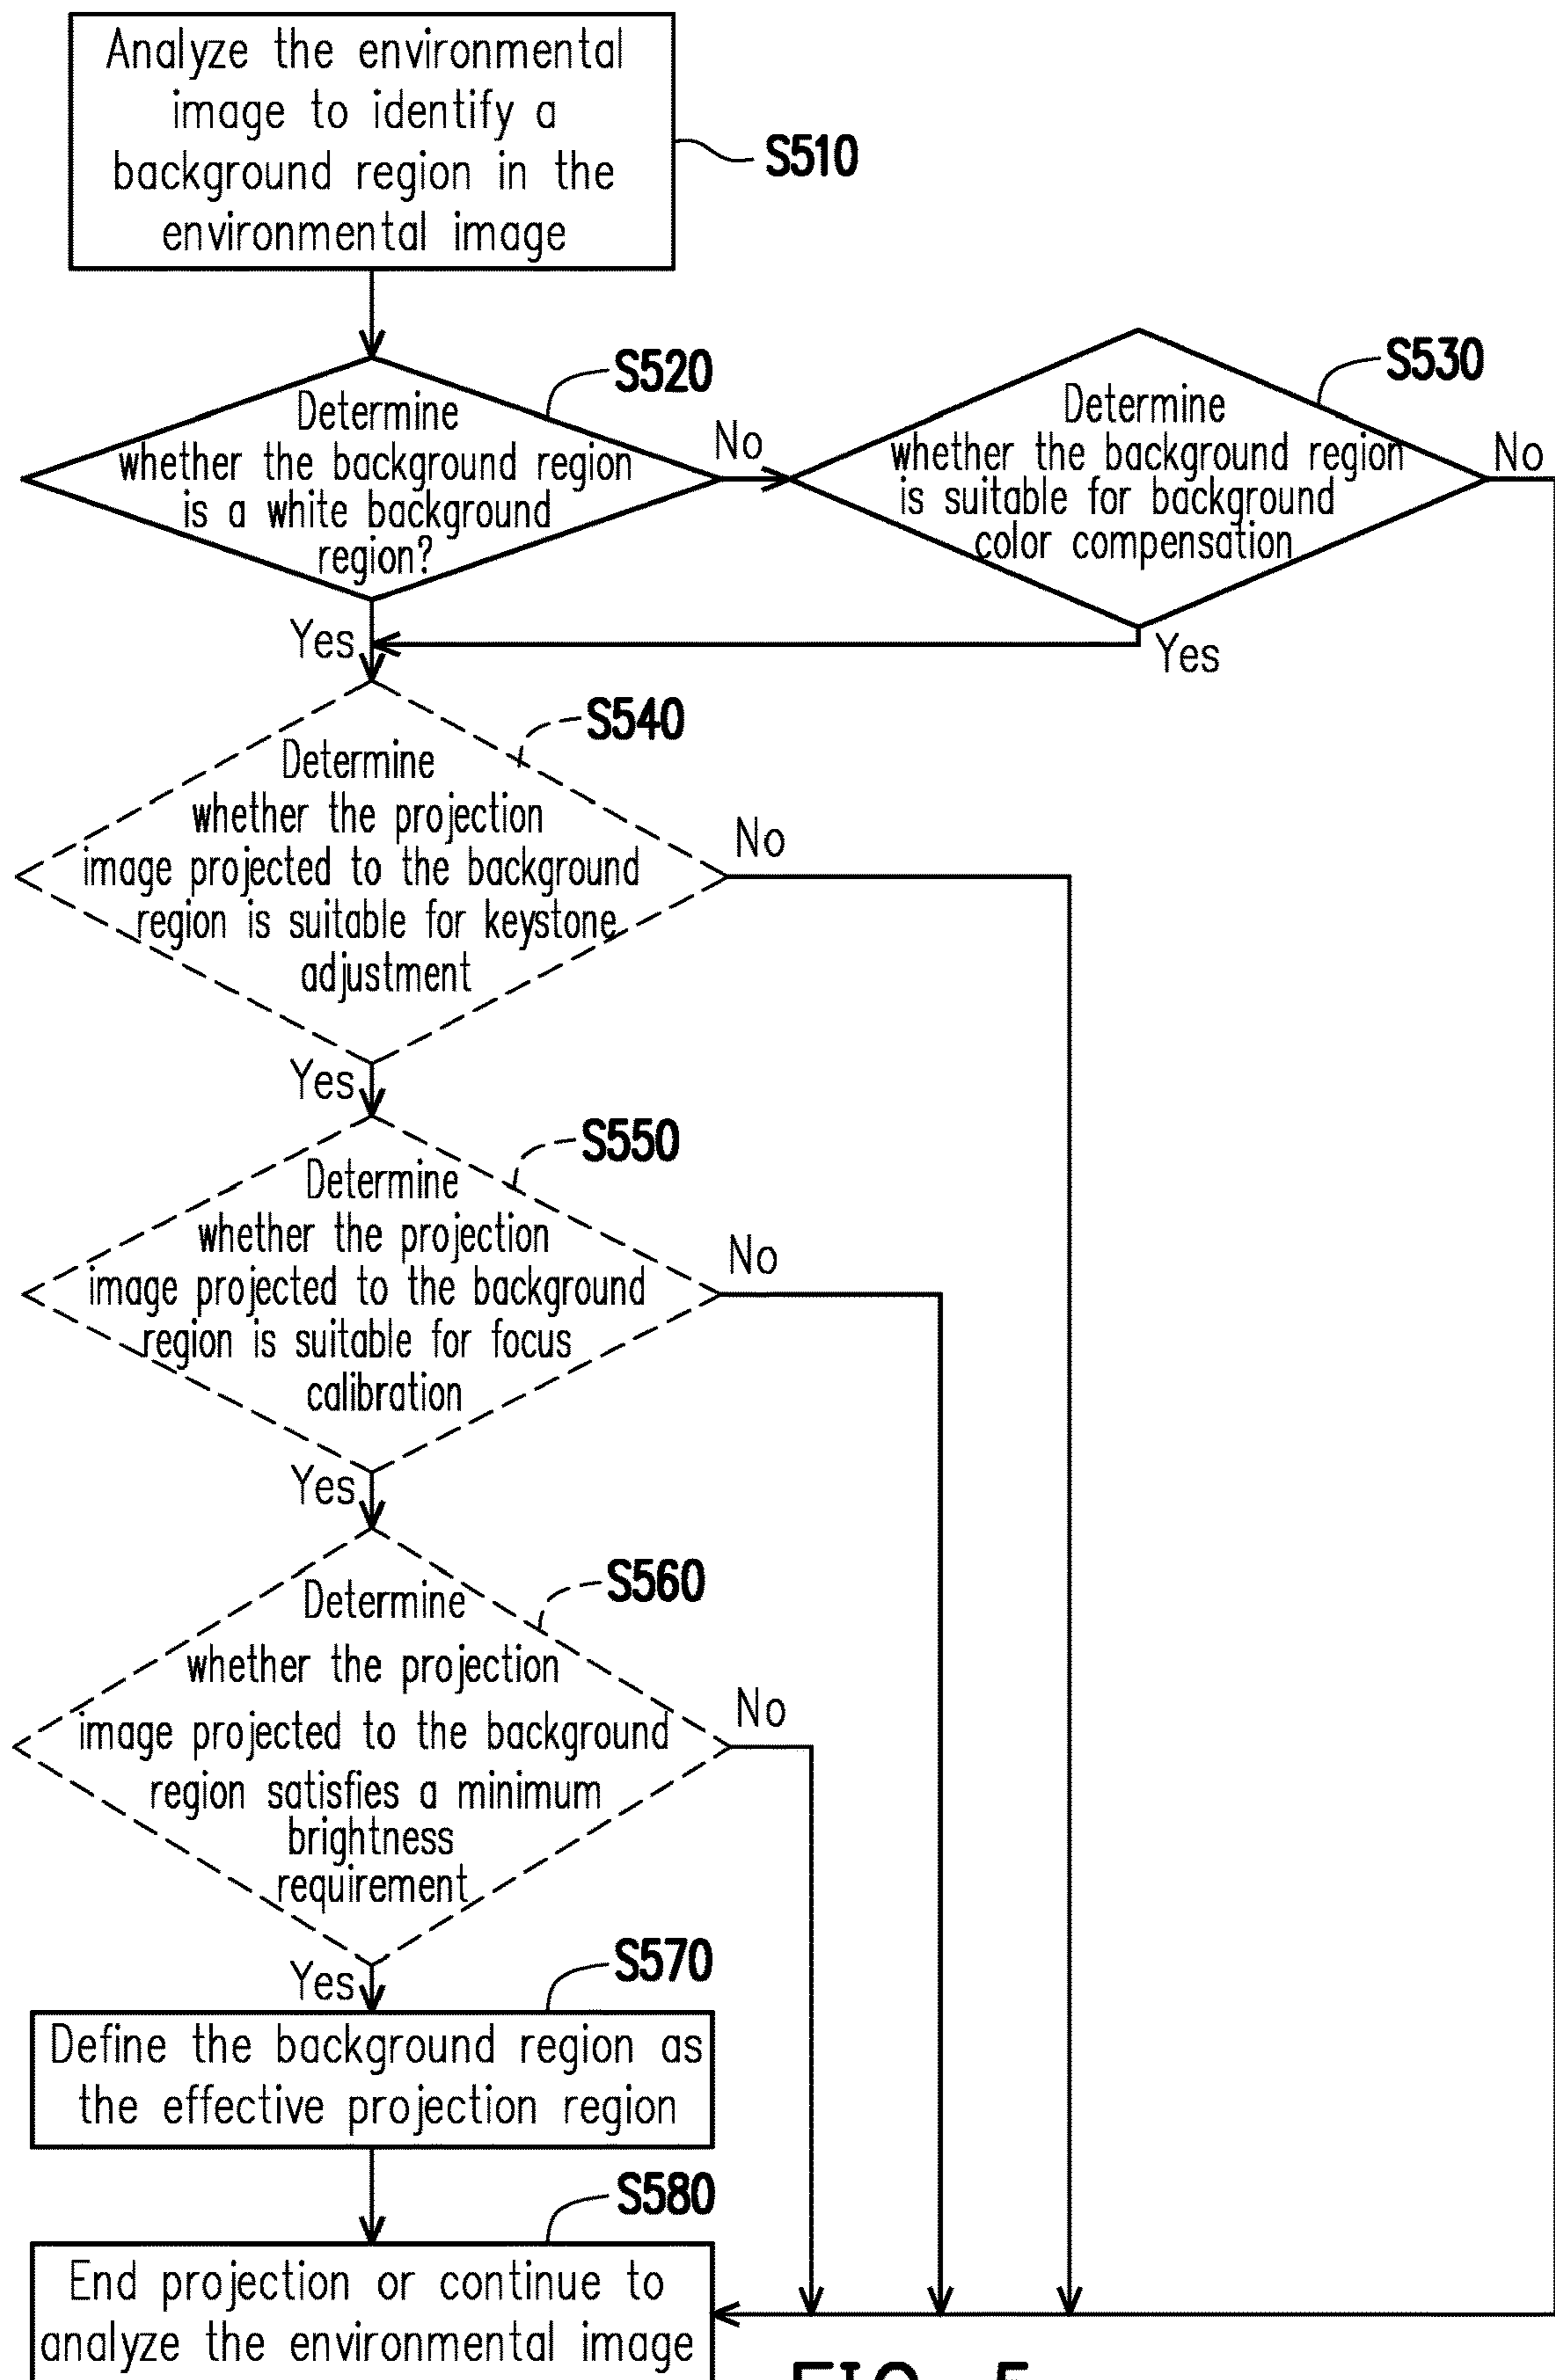 Analyze the environmental
image to identify a
background region in the
environmental image
S510
S520
Determine
whether the background region
is a white background
region?
No
Yes
S530
Determine
whether the background region
is suitable for background
color compensation
No
Yes
S540
Determine
whether the projection
image projected to the background
region is suitable for keystone
adjustment
No
Yes
S550
Determine
whether the projection
image projected to the background
region is suitable for focus
calibration
No
Yes
S560
Determine
whether the projection
image projected to the background
region satisfies a minimum
brightness
requirement
No
Yes
S570
Define the background region as
the effective projection region
S580
End projection or continue to
analyze the environmental image
FIG. 5